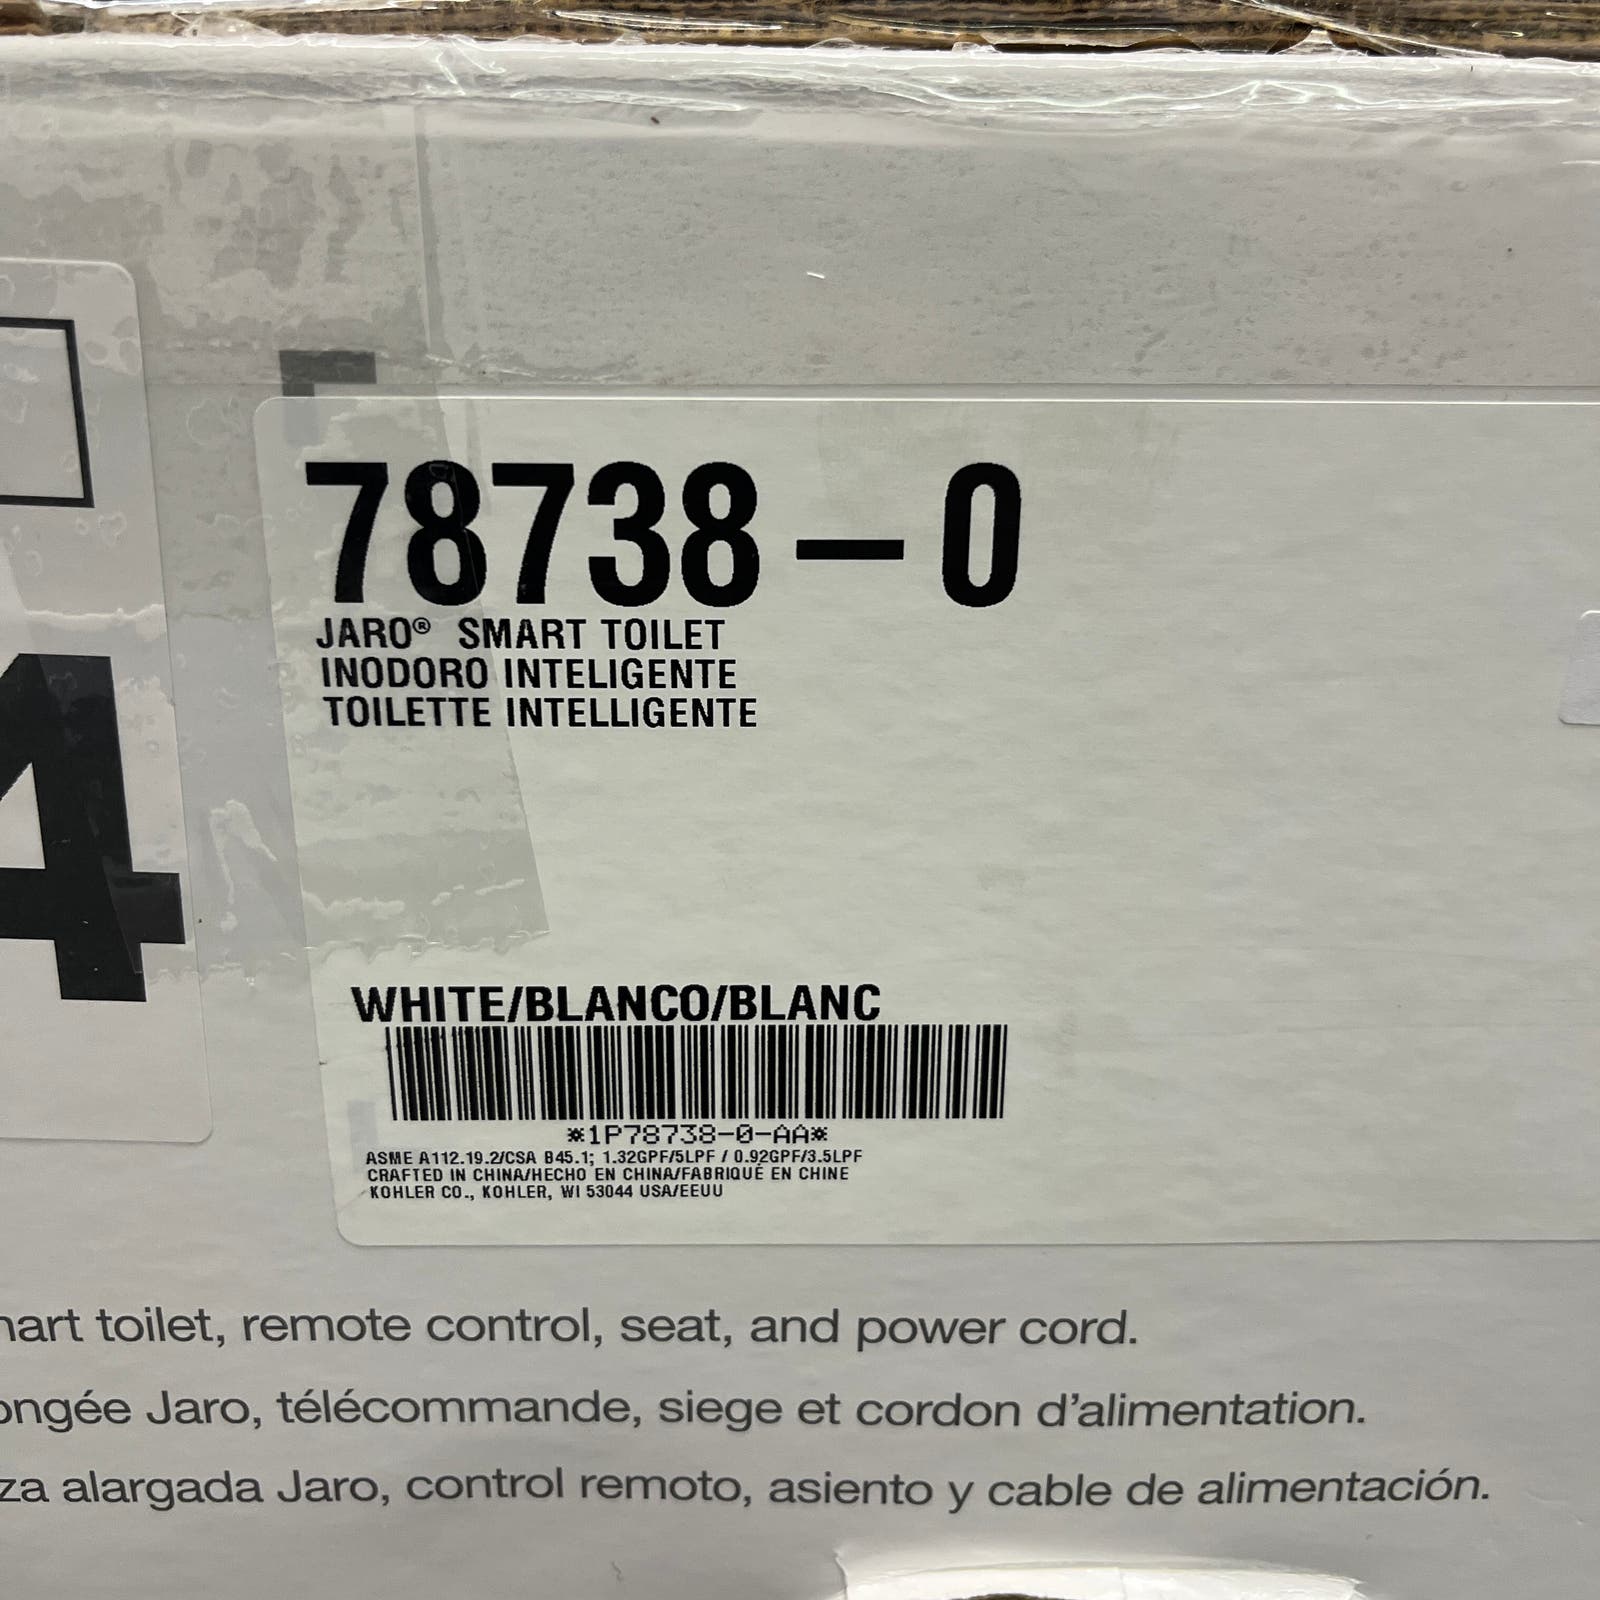 4
78738-0
JARO® SMART TOILET
INODORO INTELIGENTE
TOILETTE INTELLIGENTE
WHITE/BLANCO/BLANC
*1P78738-0-AA*
ASME A112.19.2/CSA B45.1; 1.32GPF/5LPF / 0.92GPF/3.5LPF
CRAFTED IN CHINA/HECHO EN CHINA/FABRIQUÉ EN CHINE
KOHLER CO., KOHLER, WI 53044 USA/EEUU
toilet, remote control, seat, and power cord.
Jaro, télécommande, siege et cordon d'alimentation.
alargada Jaro, control remoto, asiento y cable de alimentación.